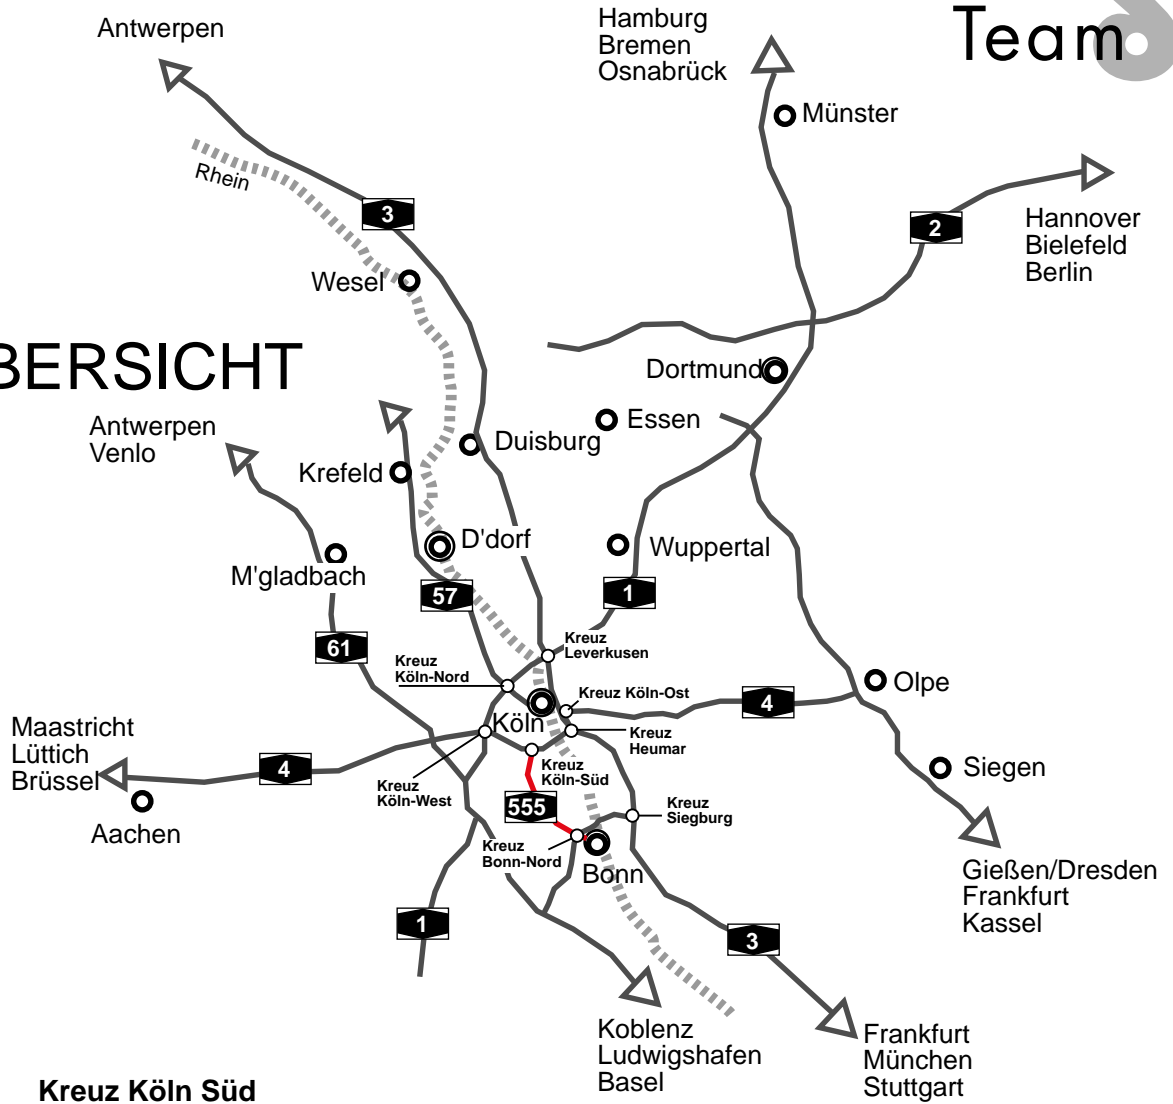 Antwerpen
Hamburg
Bremen
Osnabrück
Team
Münster
Rhein
3
2
Hannover
Bielefeld
Berlin
Wesel
BERSICHT
Dortmund
Antwerpen
Venlo
Essen
Duisburg
Krefeld
D'dorf
Wuppertal
M'gladbach
57
1
61
Kreuz
Leverkusen
Kreuz
Köln-Nord
Kreuz Köln-Ost
4
Olpe
Köln
Maastricht
Lüttich
Brüssel
4
Kreuz
Heumar
Kreuz
Köln-Süd
Kreuz
Köln-West
Siegen
555
Kreuz
Siegburg
Aachen
Kreuz
Bonn-Nord
Bonn
Gießen/Dresden
Frankfurt
Kassel
1
3
Koblenz
Ludwigshafen
Basel
Frankfurt
München
Stuttgart
Kreuz Köln Süd